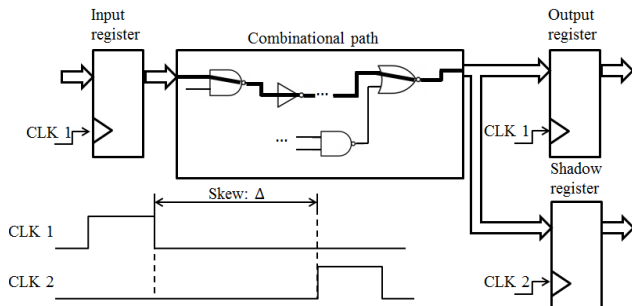 Input
register
Combinational path
Output
register
CLK 1
...
...
CLK 1
Shadow
register
Skew: Δ
CLK 1
CLK 2
CLK 2